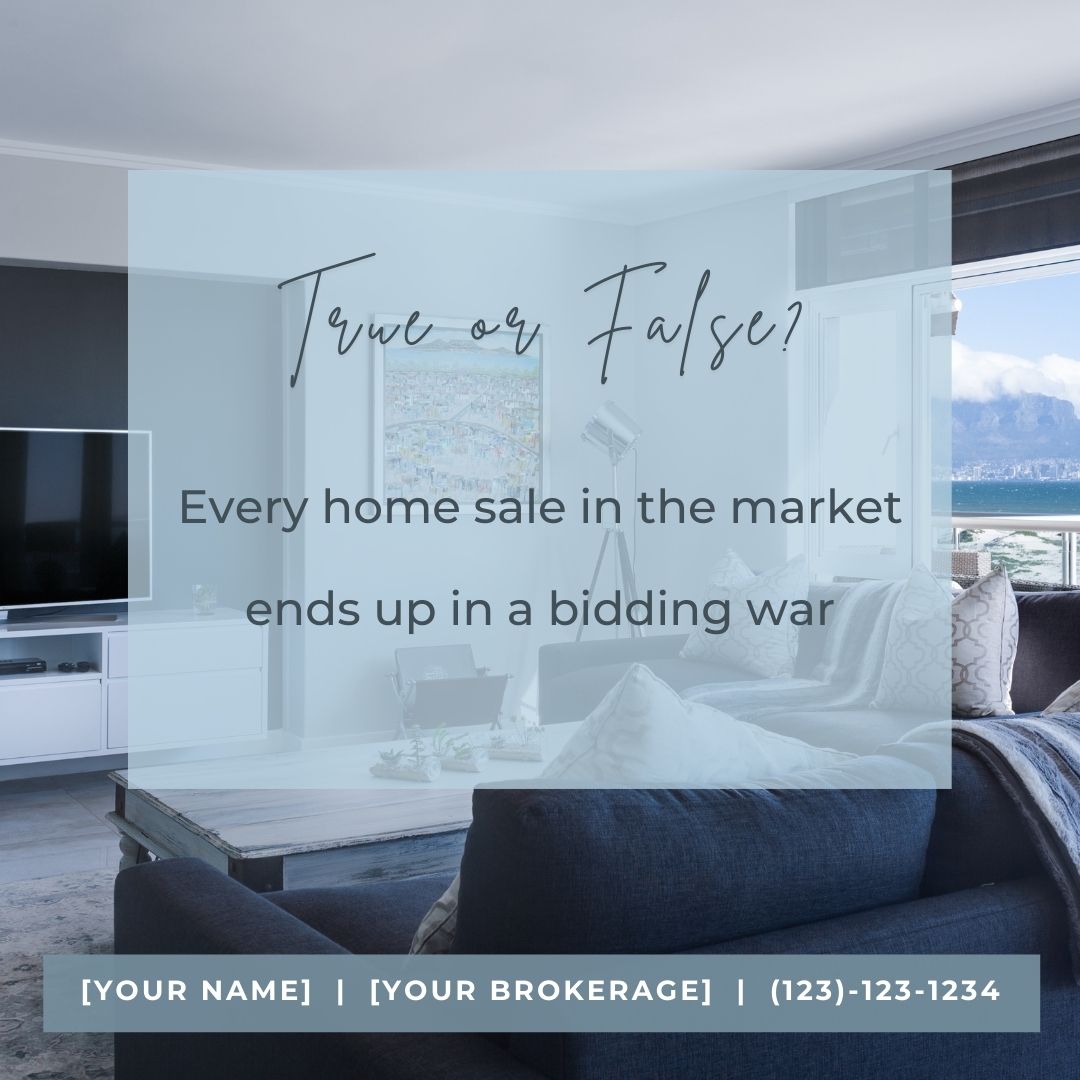 True or False?
Every home sale in the market
ends up in a bidding war
[YOUR NAME] | [YOUR BROKERAGE] | (123)-123-1234